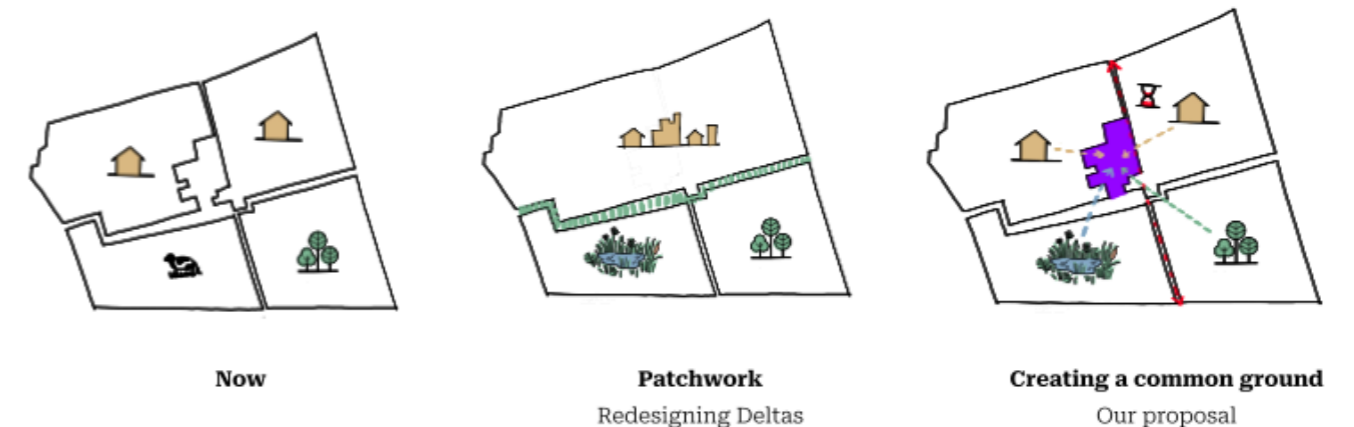 Now
Patchwork
Redesigning Deltas
Creating a common ground
Our proposal